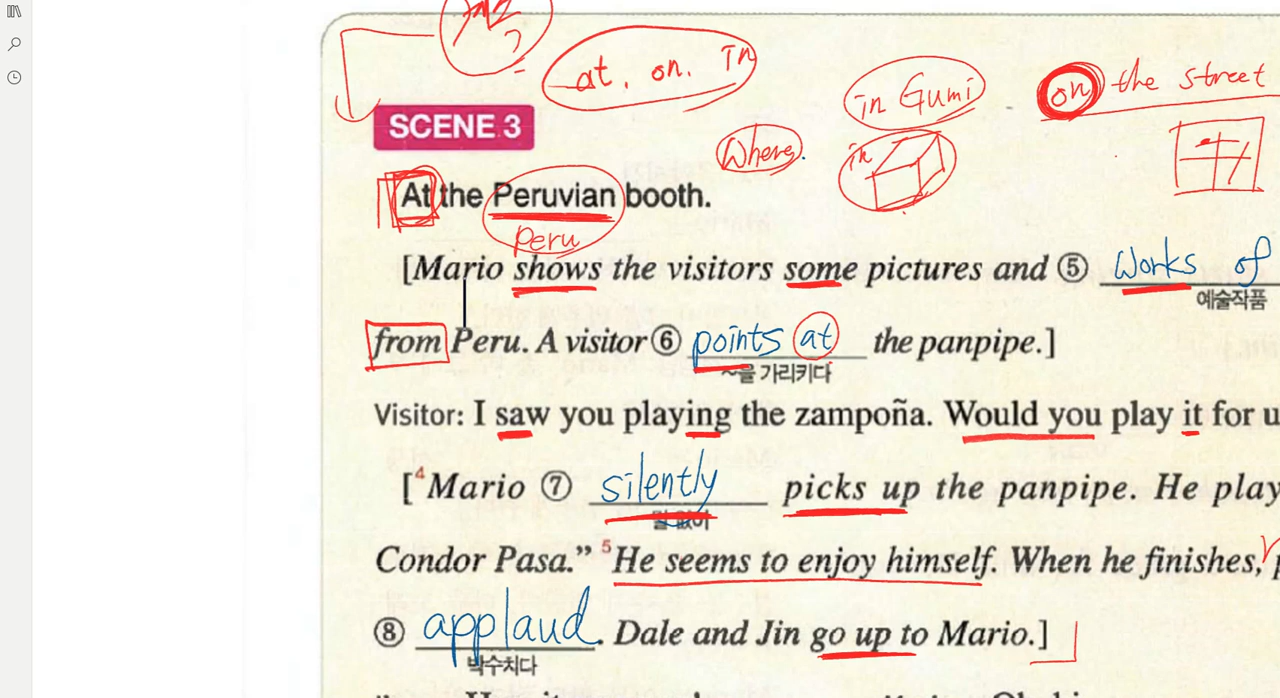 at. on. in
in Gumi
on the street
SCENE 3
Where.
in
At the Peruvian booth.
Peru
[Mario shows the visitors some pictures and ⑤ works of
예술작품
from Peru. A visitor ⑥ points at the panpipe.]
~을 가리키다
Visitor: I saw you playing the zampoña. Would you play it for u
[4Mario ⑦ silently picks up the panpipe. He play
말 없이
Condor Pasa.” 5He seems to enjoy himself. When he finishes,
⑧ applaud. Dale and Jin go up to Mario.]
박수치다